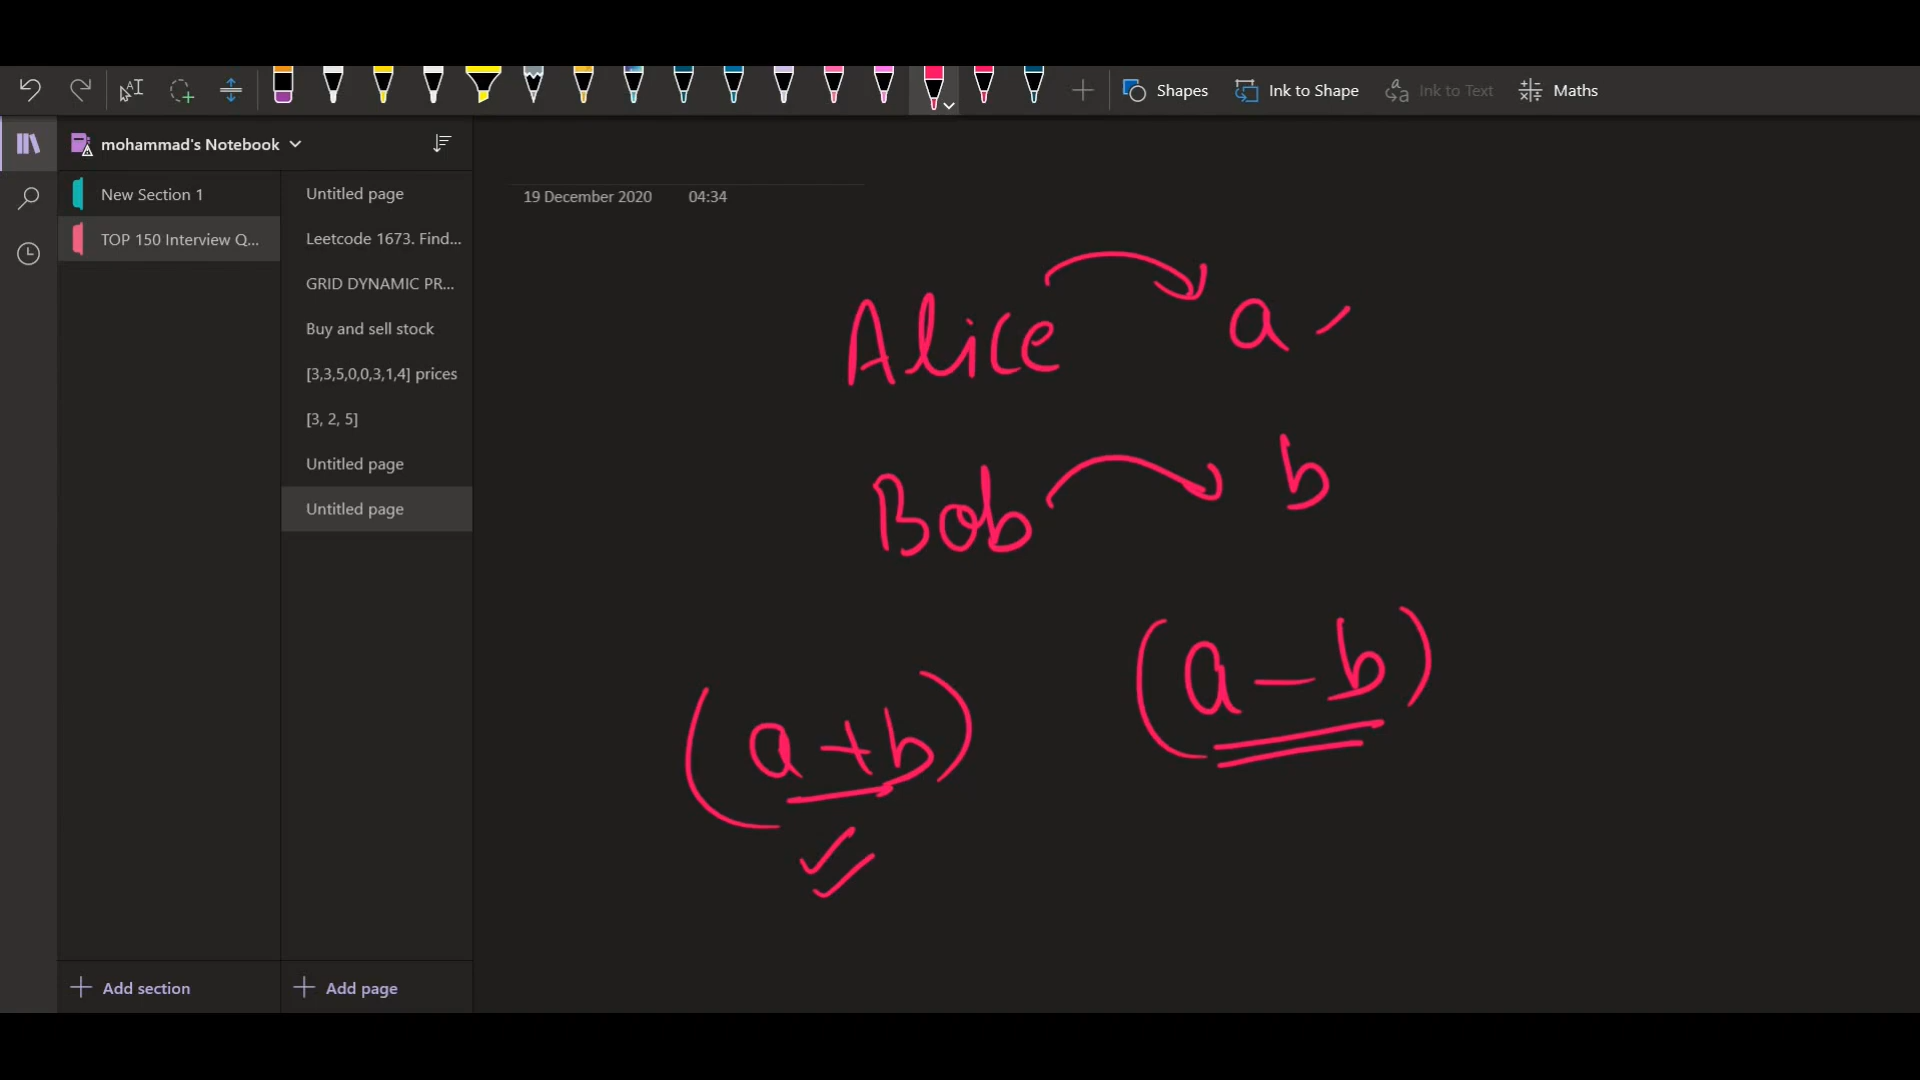 Shapes
Ink to Shape
Ink to Text
Maths
mohammad's Notebook
New Section 1
TOP 150 Interview Q...
Untitled page
Leetcode 1673. Find...
GRID DYNAMIC PR...
Buy and sell stock
[3,3,5,0,0,3,1,4] prices
[3, 2, 5]
Untitled page
Untitled page
Add section
Add page
19 December 2020 04:34
Alice a -
Bob b
(a - b)
(a + b)